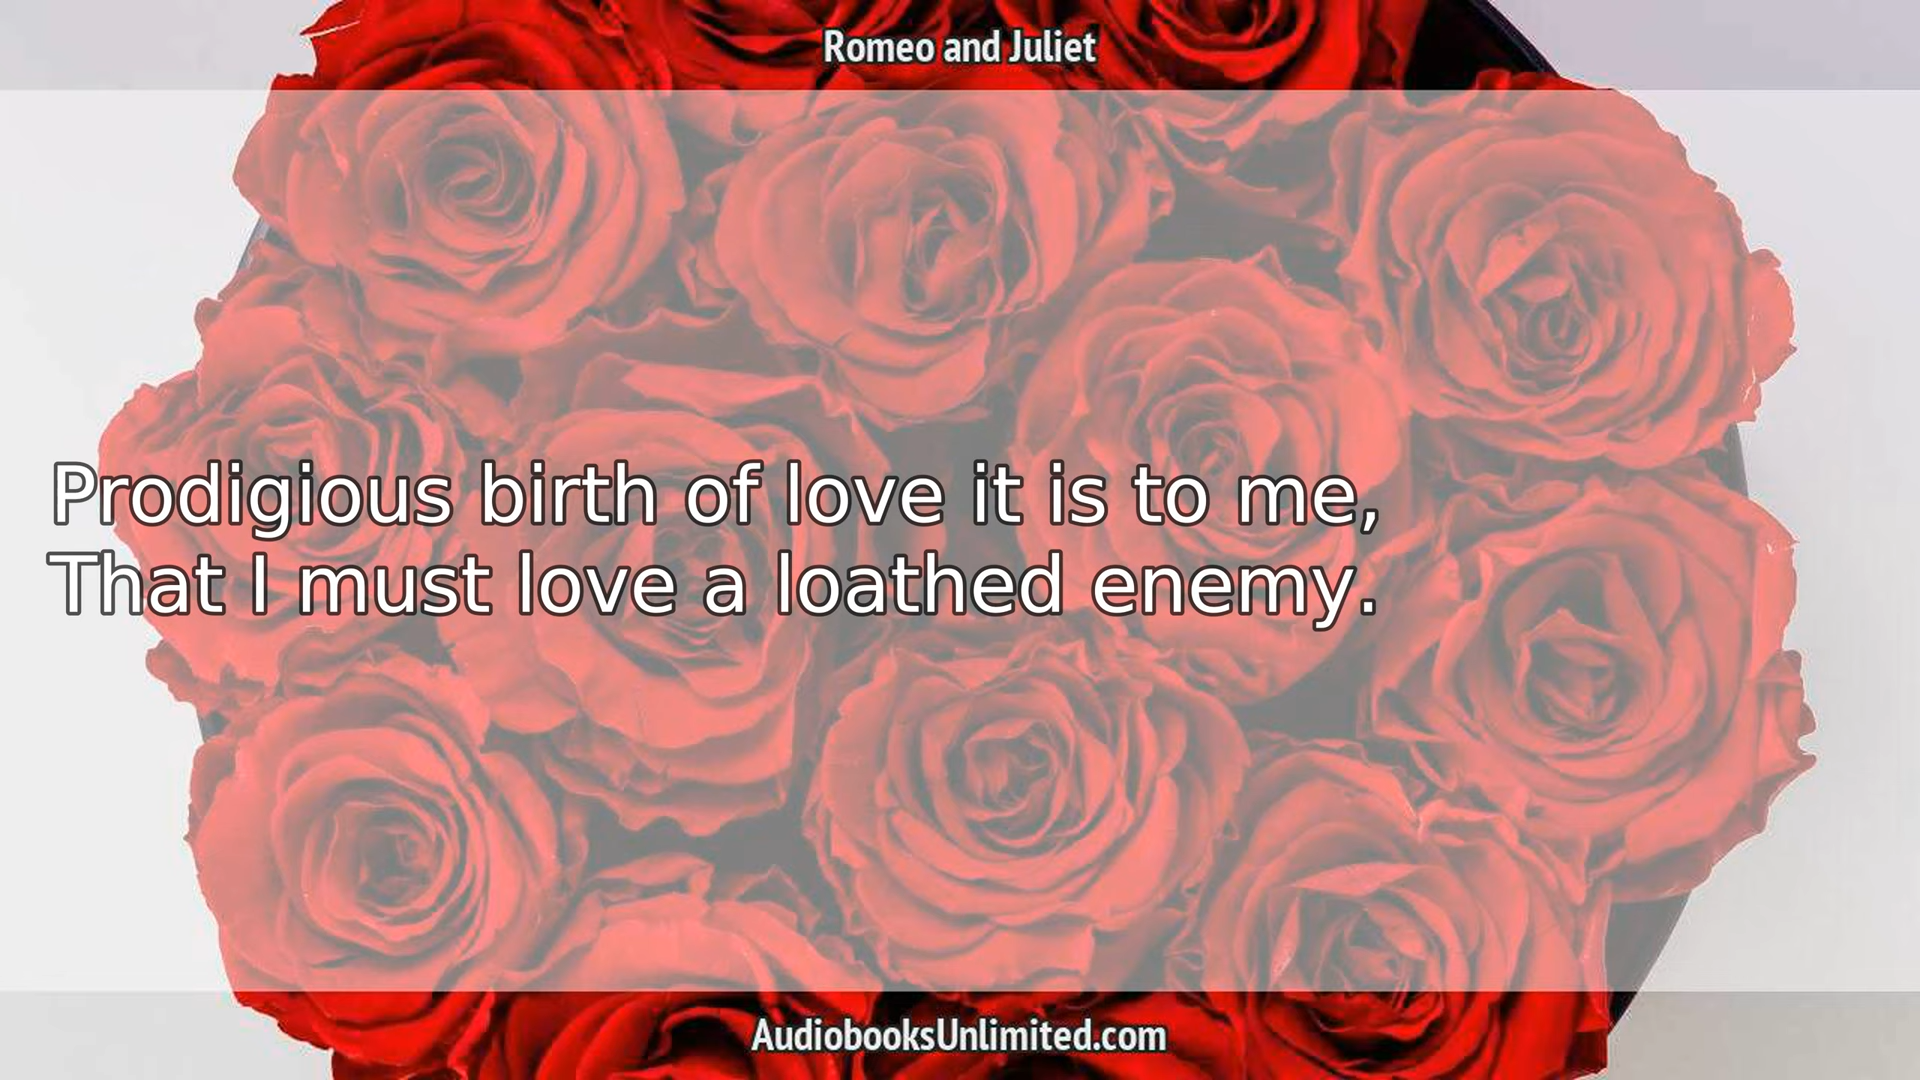 Romeo and Juliet
Prodigious birth of love it is to me,
That I must love a loathed enemy.
AudiobooksUnlimited.com